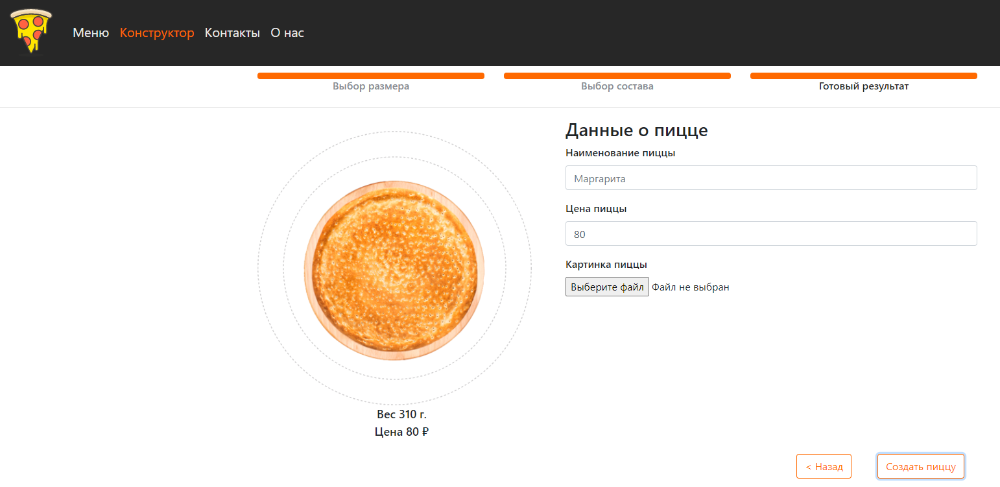 Меню Конструктор Контакты О нас
Выбор размера Выбор состава Готовый результат
Данные о пицце
Наименование пиццы
Маргарита
Цена пиццы
80
Картинка пиццы
Выберите файл Файл не выбран
Вес 310 г.
Цена 80 ₽
< Назад Создать пиццу